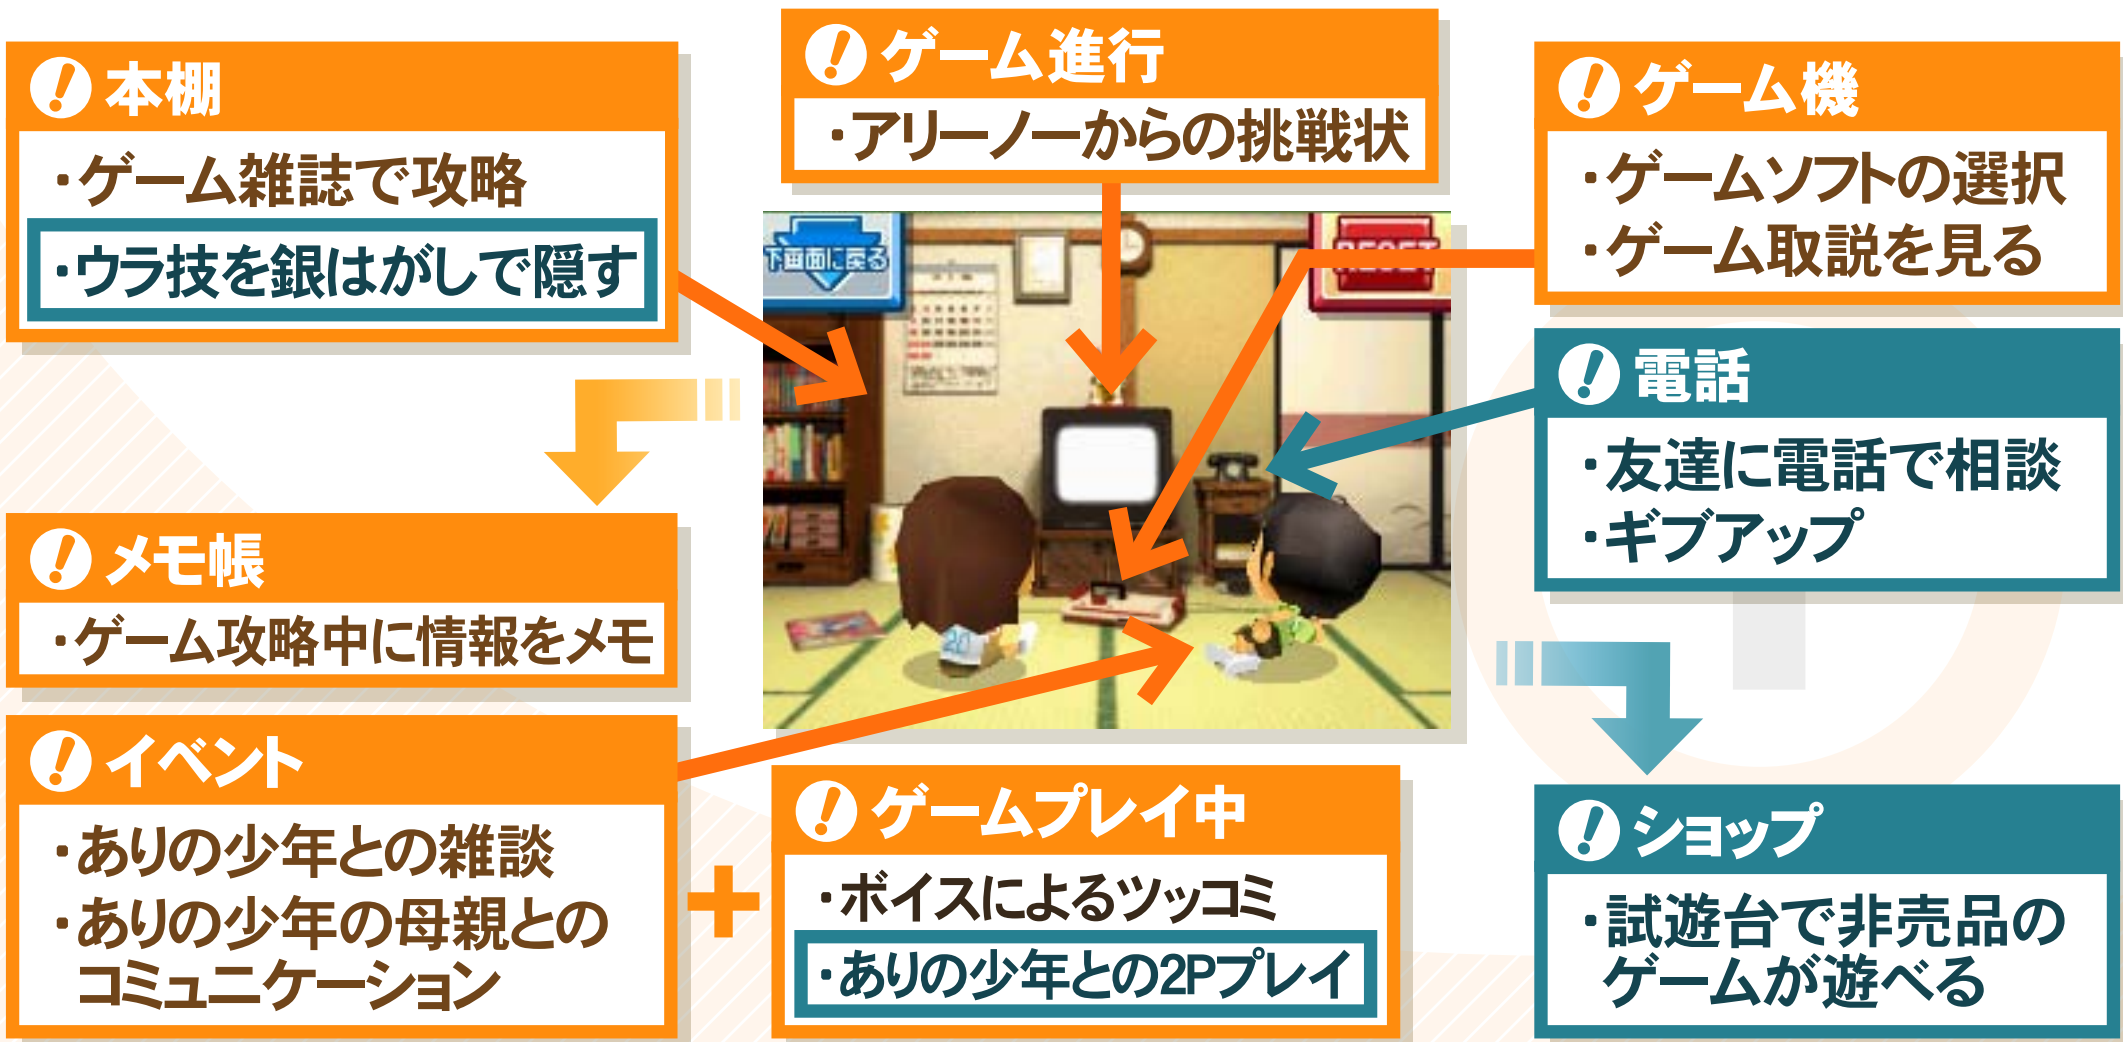 本棚
・ゲーム雑誌で攻略
・ウラ技を銀はがしで隠す
ゲーム進行
・アリーノーからの挑戦状
ゲーム機
・ゲームソフトの選択
・ゲーム取説を見る
下画面に戻る
RESET
電話
・友達に電話で相談
・ギブアップ
メモ帳
・ゲーム攻略中に情報をメモ
イベント
・ありの少年との雑談
・ありの少年の母親との
コミュニケーション
ゲームプレイ中
・ボイスによるツッコミ
・ありの少年との2Pプレイ
ショップ
・試遊台で非売品の
ゲームが遊べる